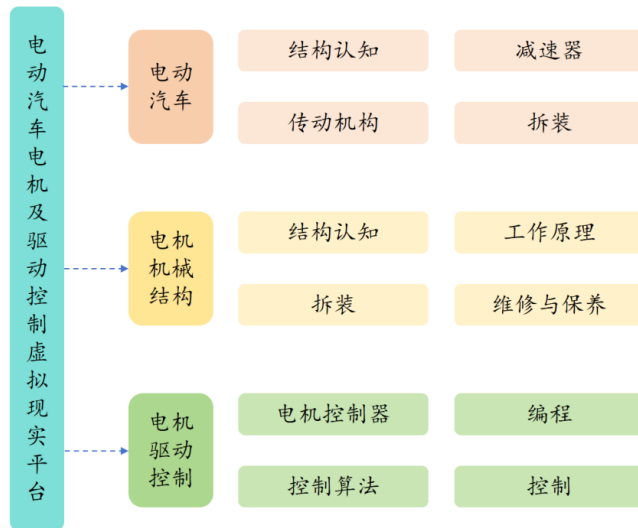 电动汽车电机及驱动控制虚拟现实平台
电动
汽车
结构认知
减速器
传动机构
拆装
电机
机械
结构
结构认知
工作原理
拆装
维修与保养
电机
驱动
控制
电机控制器
编程
控制算法
控制